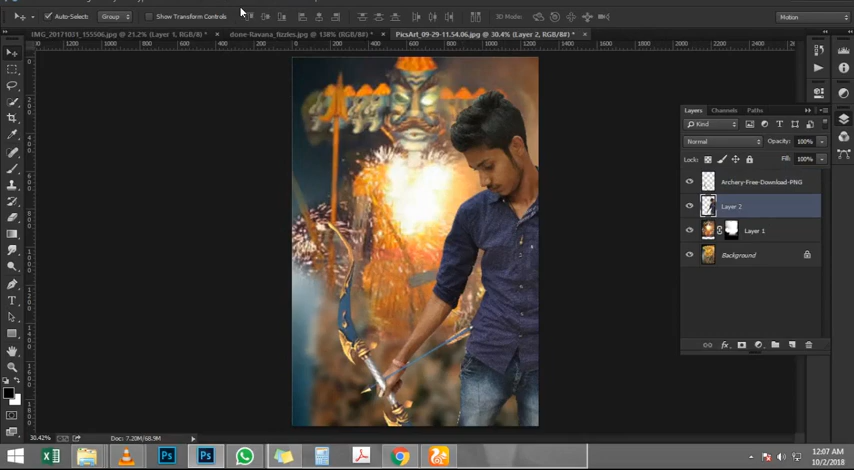 Auto-Select: Group Show Transform Controls 3D Mode: Motion
IMG_20171031_155506.jpg @ 21.2% (Layer 1, RGB/8) * × done-Ravana_fizzles.jpg @ 138% (RGB/8#) * × PicsArt_09-29-11.54.06.jpg @ 30.4% (Layer 2, RGB/8#) * ×
Layers Channels Paths
Kind
Normal Opacity: 100%
Lock: Fill: 100%
Archery-Free-Download-PNG
Layer 2
Layer 1
Background
fx
30.42% Doc: 7.20M/68.9M
12:07 AM
10/2/2018